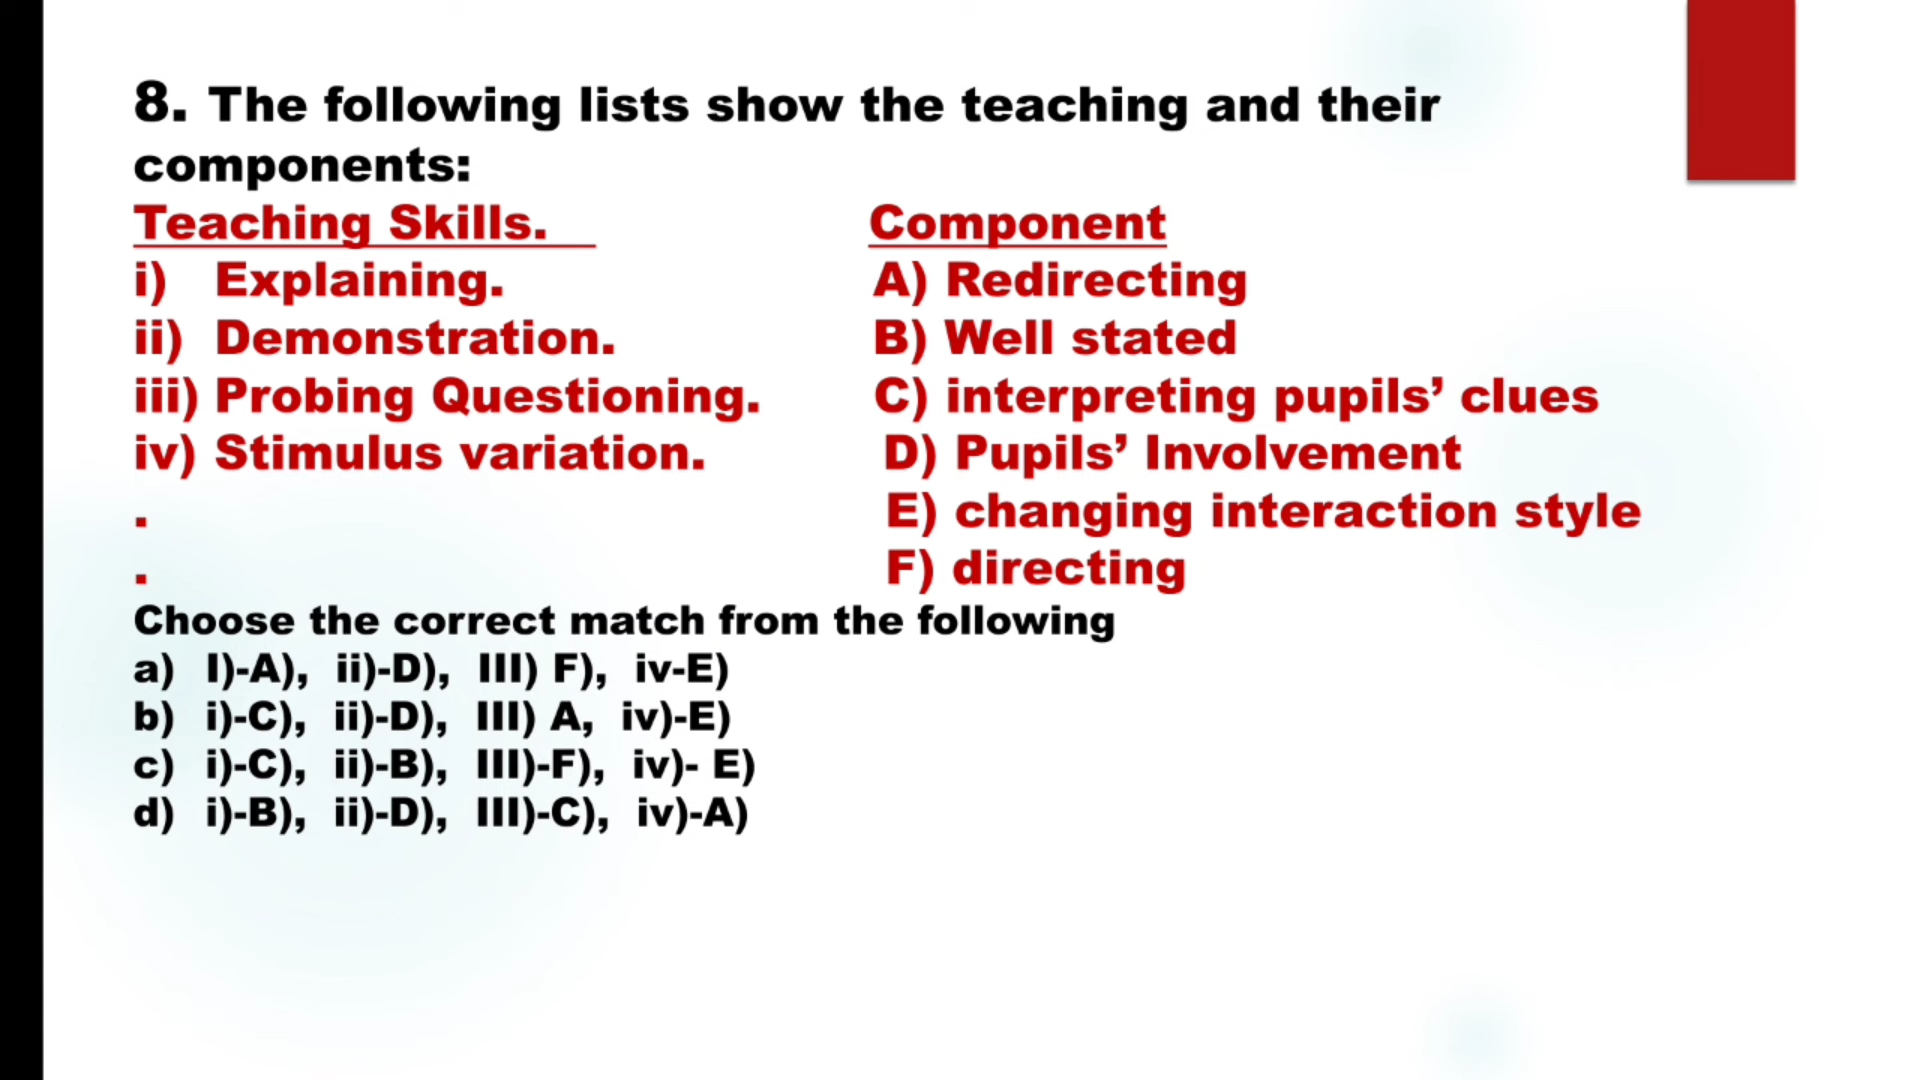 8. The following lists show the teaching and their
components:
Teaching Skills. Component
i) Explaining. A) Redirecting
ii) Demonstration. B) Well stated
iii) Probing Questioning. C) interpreting pupils’ clues
iv) Stimulus variation. D) Pupils’ Involvement
. E) changing interaction style
. F) directing
Choose the correct match from the following
a) I)-A), ii)-D), III) F), iv-E)
b) i)-C), ii)-D), III) A, iv)-E)
c) i)-C), ii)-B), III)-F), iv)- E)
d) i)-B), ii)-D), III)-C), iv)-A)